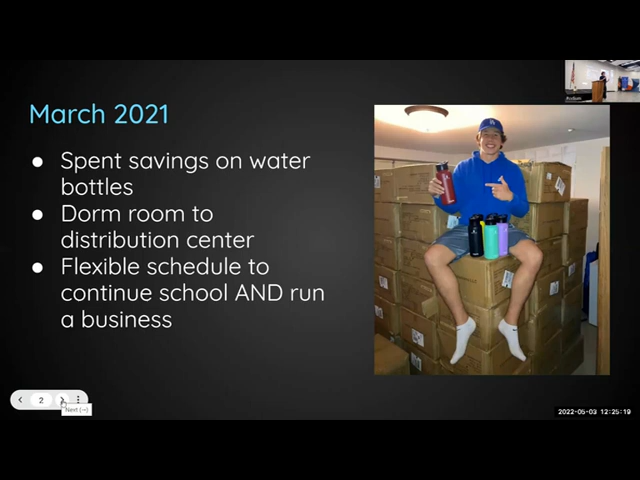 March 2021
● Spent savings on water
bottles
● Dorm room to
distribution center
● Flexible schedule to
continue school AND run
a business
2
Next (→)
2022-05-03 12:25:19